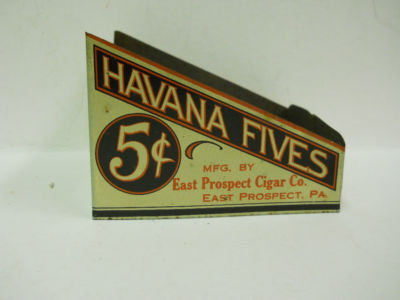 HAVANA FIVES
5¢
MFG. BY
East Prospect Cigar Co.
EAST PROSPECT, PA.